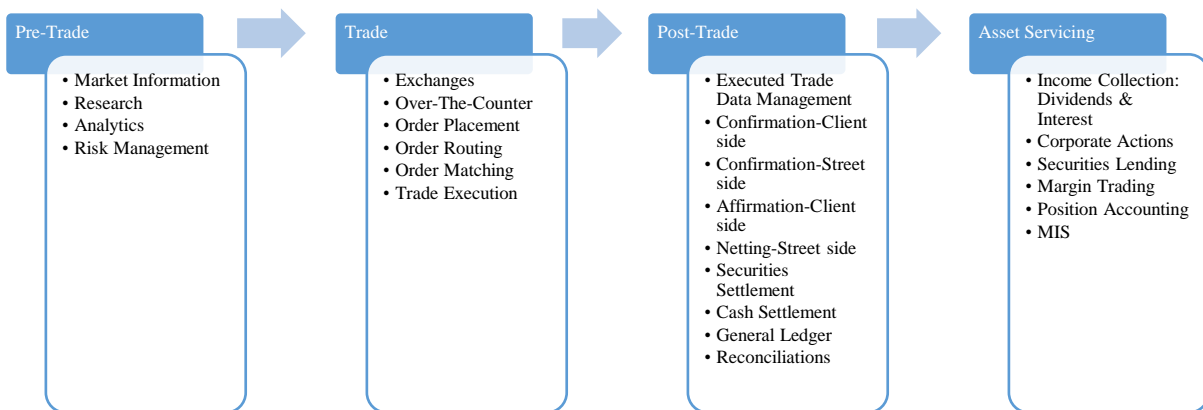 Pre-Trade
• Market Information
• Research
• Analytics
• Risk Management
Trade
• Exchanges
• Over-The-Counter
• Order Placement
• Order Routing
• Order Matching
• Trade Execution
Post-Trade
• Executed Trade
Data Management
• Confirmation-Client
side
• Confirmation-Street
side
• Affirmation-Client
side
• Netting-Street side
• Securities
Settlement
• Cash Settlement
• General Ledger
• Reconciliations
Asset Servicing
• Income Collection:
Dividends &
Interest
• Corporate Actions
• Securities Lending
• Margin Trading
• Position Accounting
• MIS